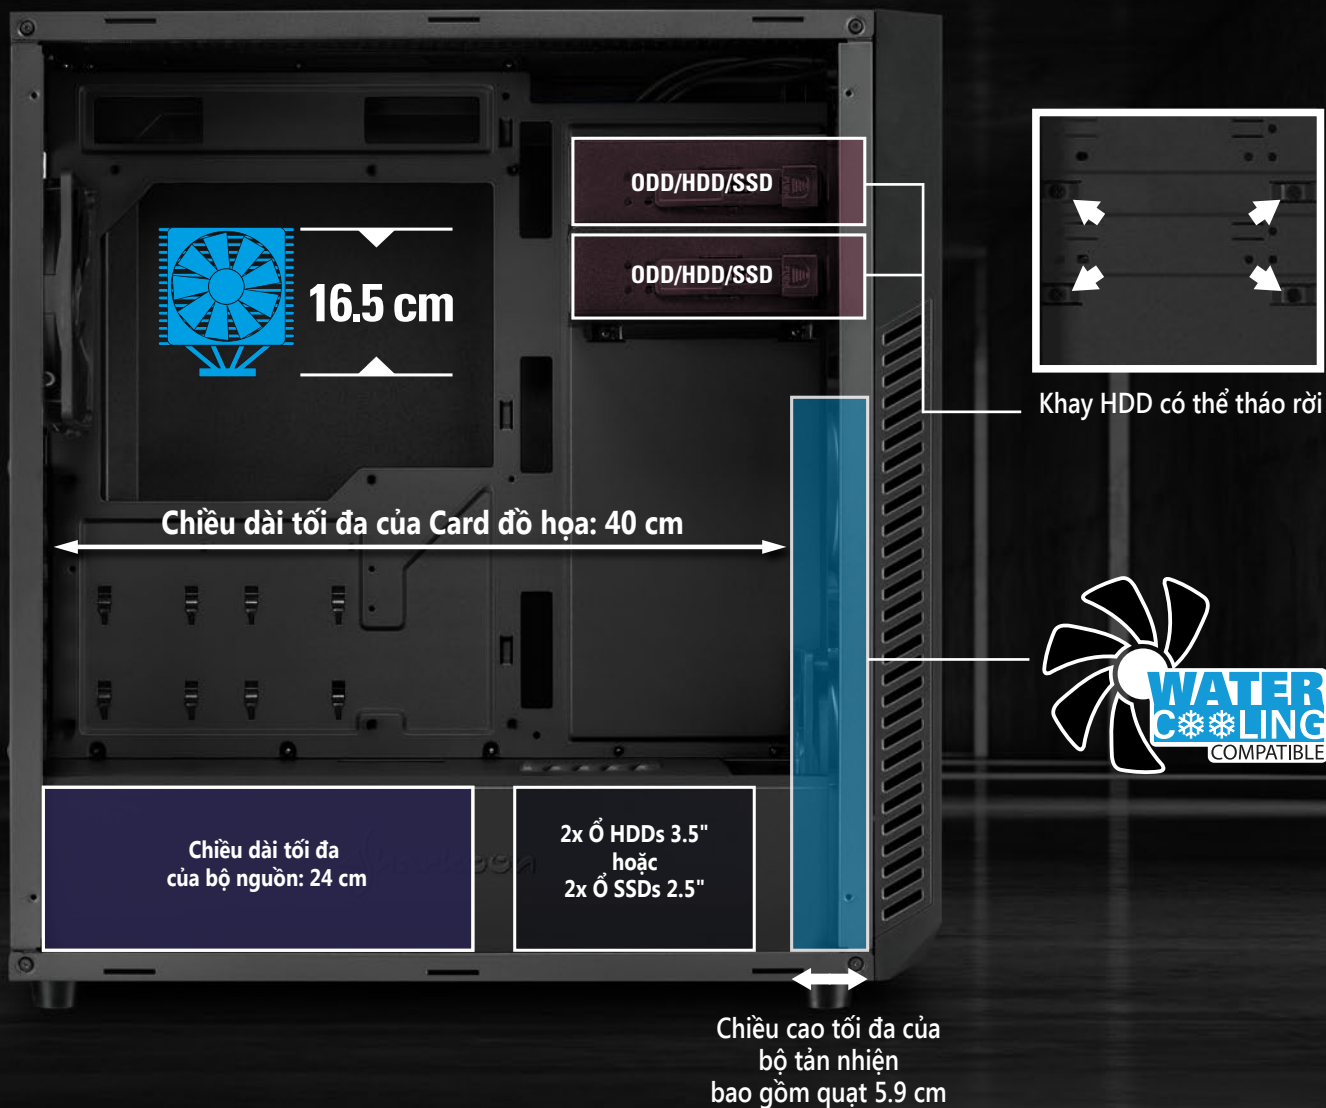 ODD/HDD/SSD
ODD/HDD/SSD
16.5 cm
Khay HDD có thể tháo rời
Chiều dài tối đa của Card đồ họa: 40 cm
WATER
COOLING
COMPATIBLE
Chiều dài tối đa
của bộ nguồn: 24 cm
2x Ổ HDDs 3.5"
hoặc
2x Ổ SSDs 2.5"
Chiều cao tối đa của
bộ tản nhiện
bao gồm quạt 5.9 cm